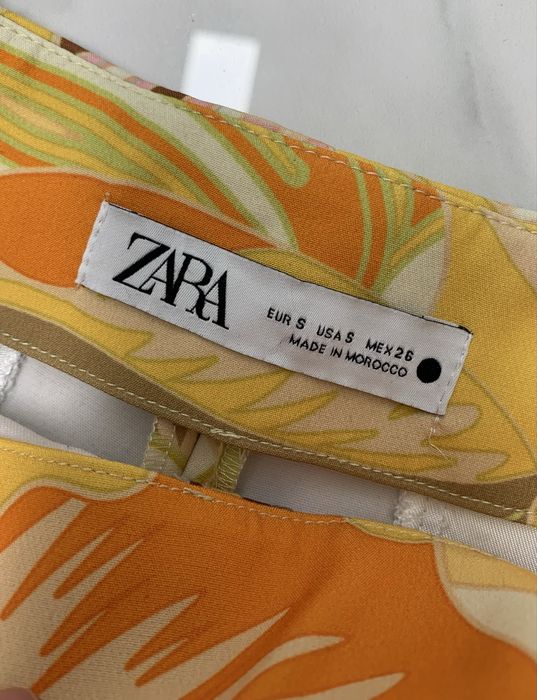 ZARA
EUR S USA S MEX 26
MADE IN MOROCCO